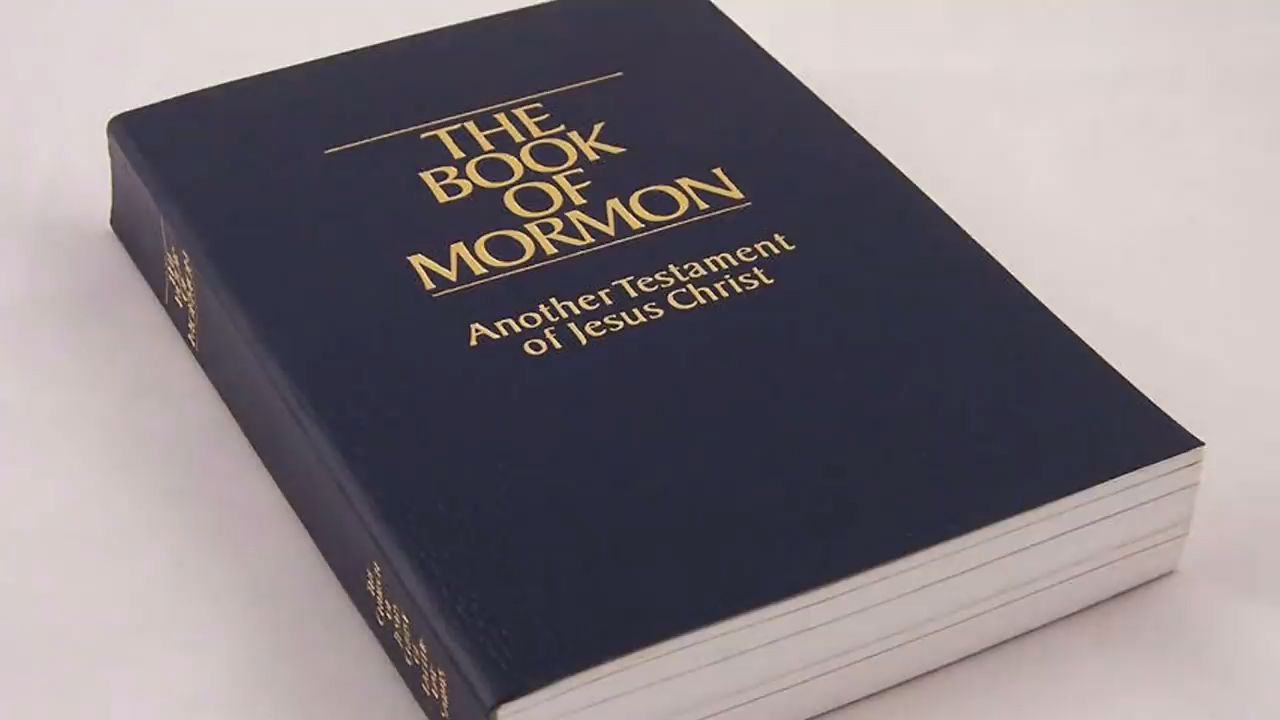 THE
BOOK
OF
MORMON
Another Testament
of Jesus Christ